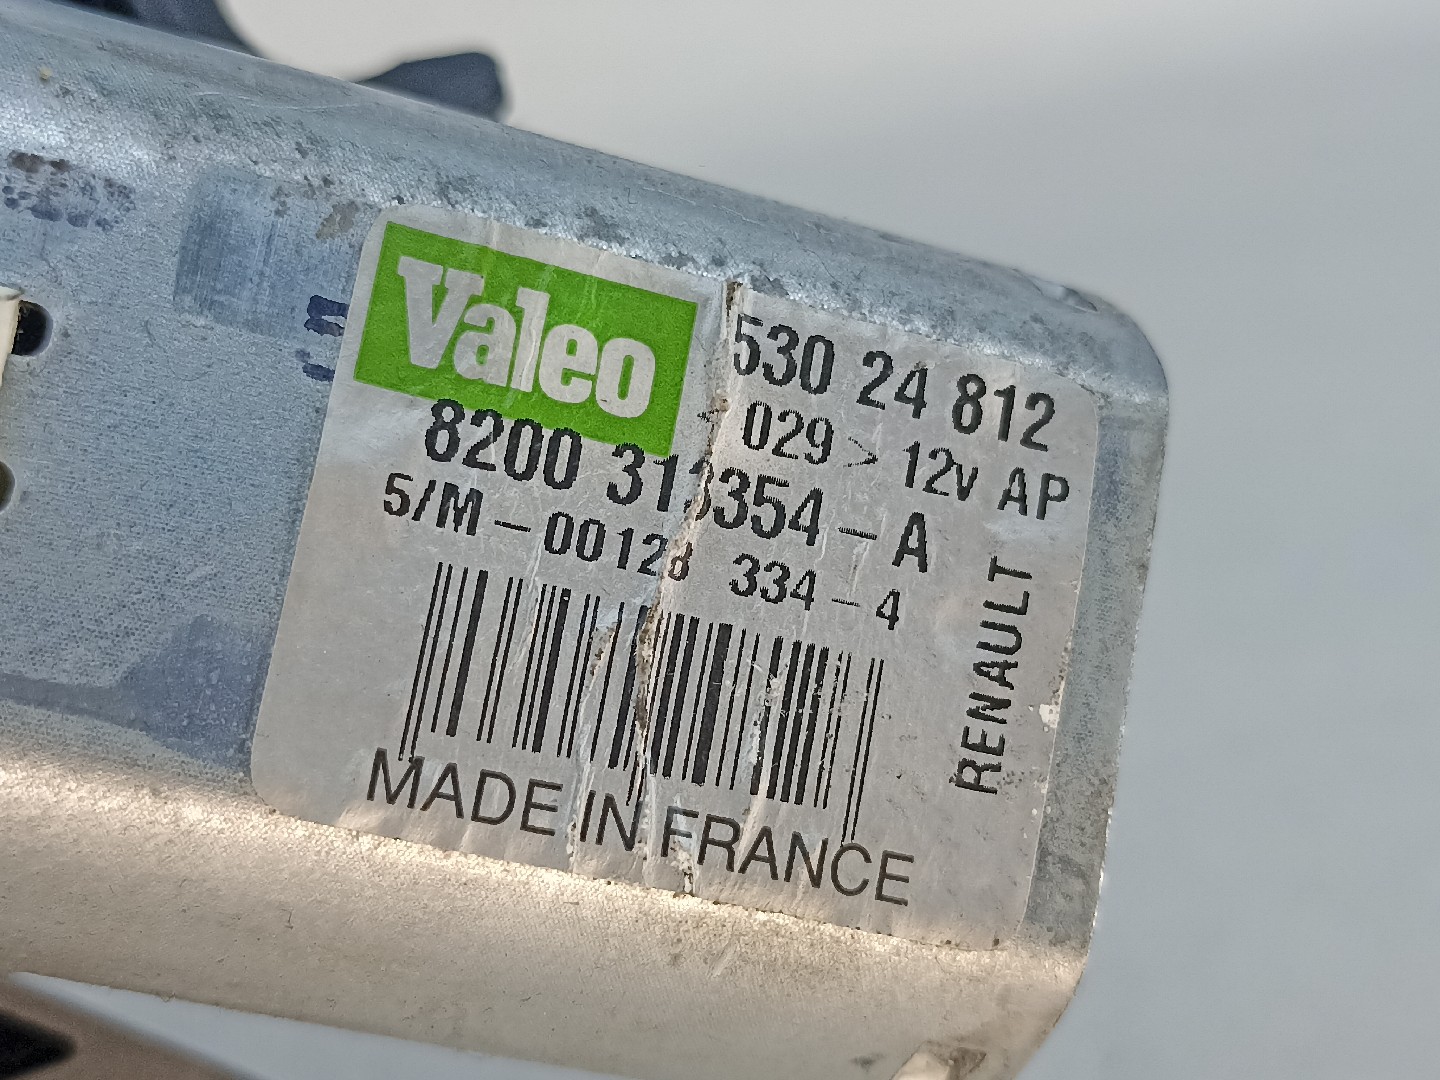 Valeo
530 24 812
< 029 > 12v AP
8200 313354-A
5/M-00128 334-4
RENAULT
MADE IN FRANCE